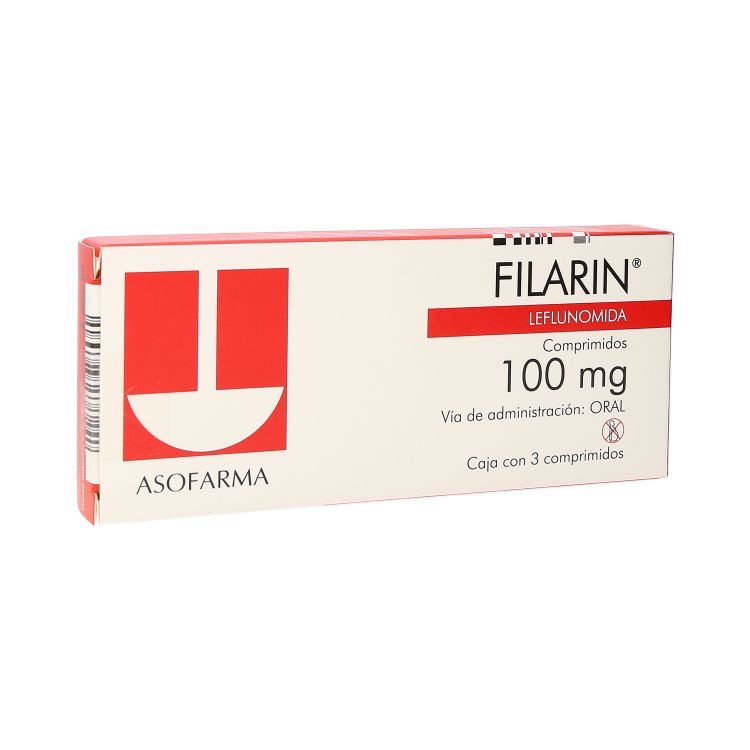 FILARIN®
LEFLUNOMIDA
Comprimidos
100 mg
Vía de administración: ORAL
Caja con 3 comprimidos
ASOFARMA